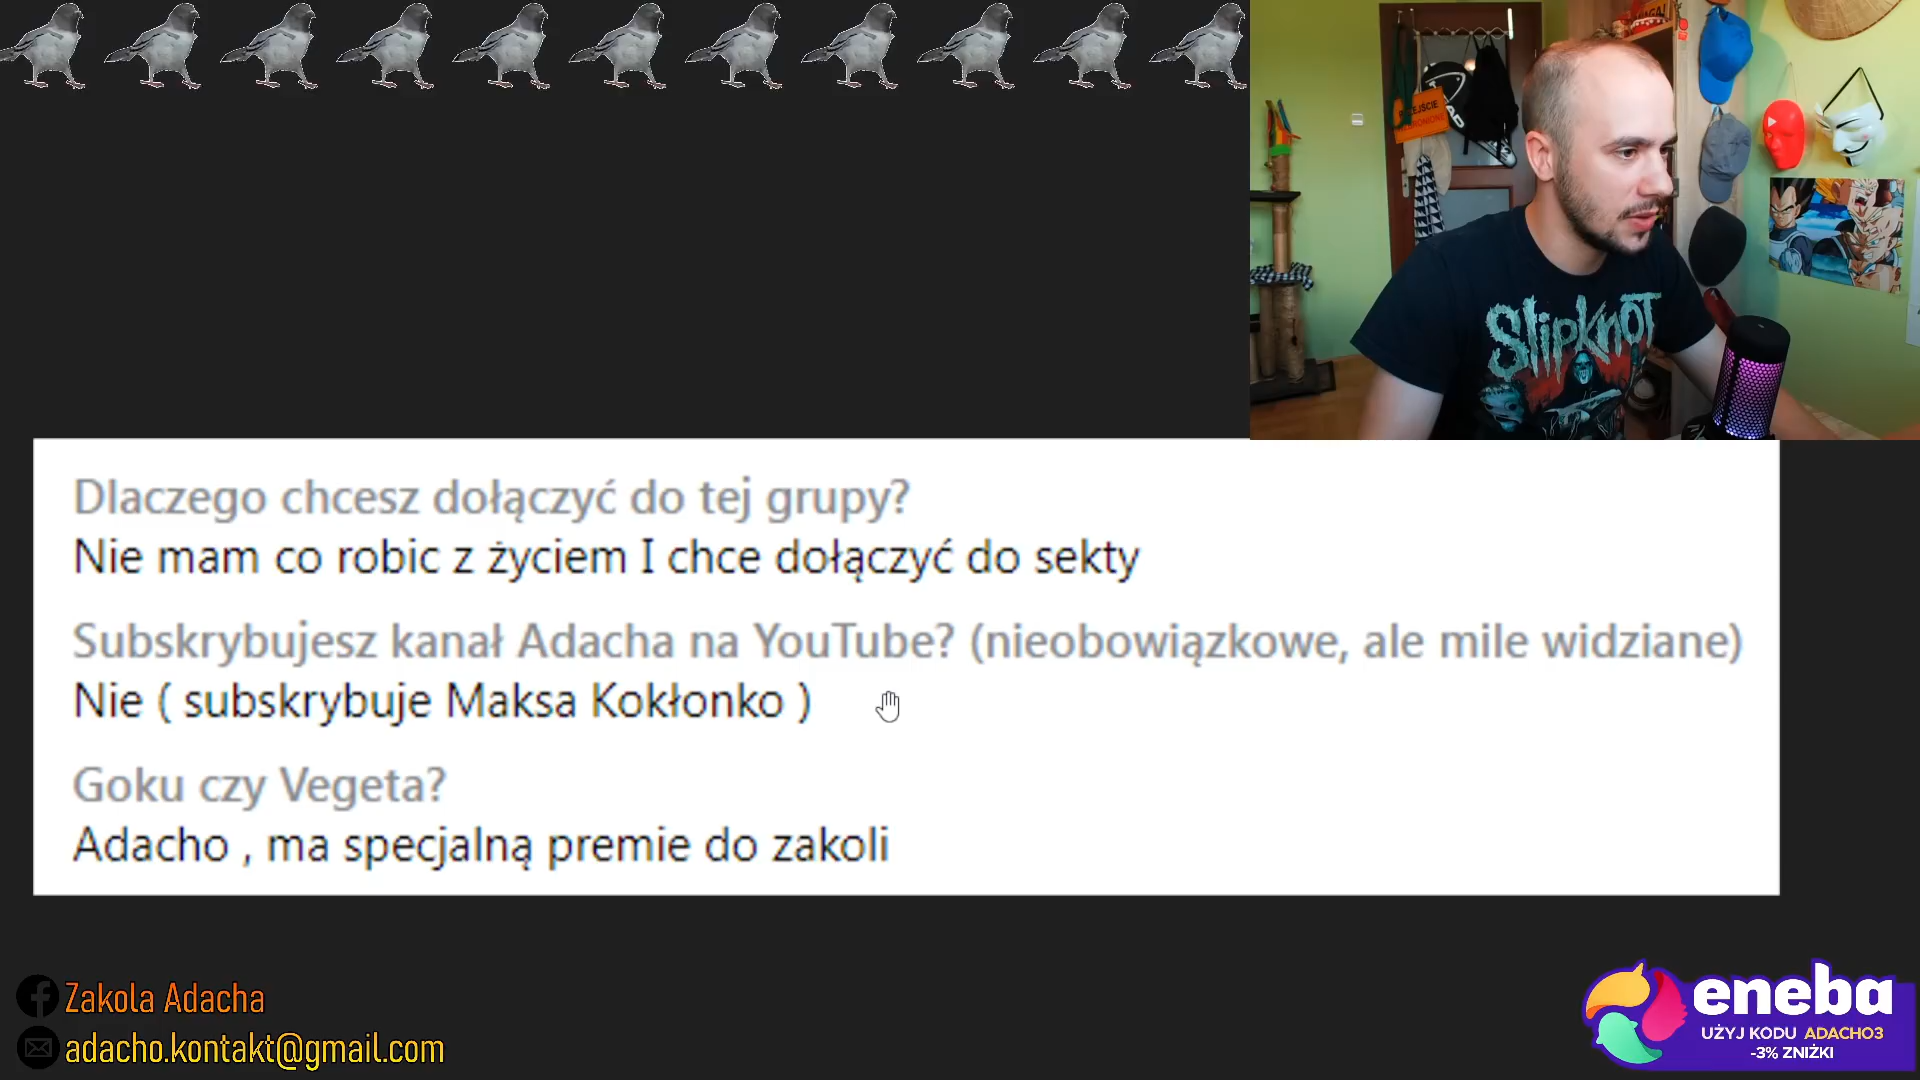 Dlaczego chcesz dołączyć do tej grupy?
Nie mam co robic z życiem I chce dołączyć do sekty
Subskrybujesz kanał Adacha na YouTube? (nieobowiązkowe, ale mile widziane)
Nie ( subskrybuje Maksa Kokłonko )
Goku czy Vegeta?
Adacho , ma specjalną premie do zakoli
Slipknot
Zakola Adacha
adacho.kontakt@gmail.com
eneba
UŻYJ KODU ADACHO3
-3% ZNIŻKI